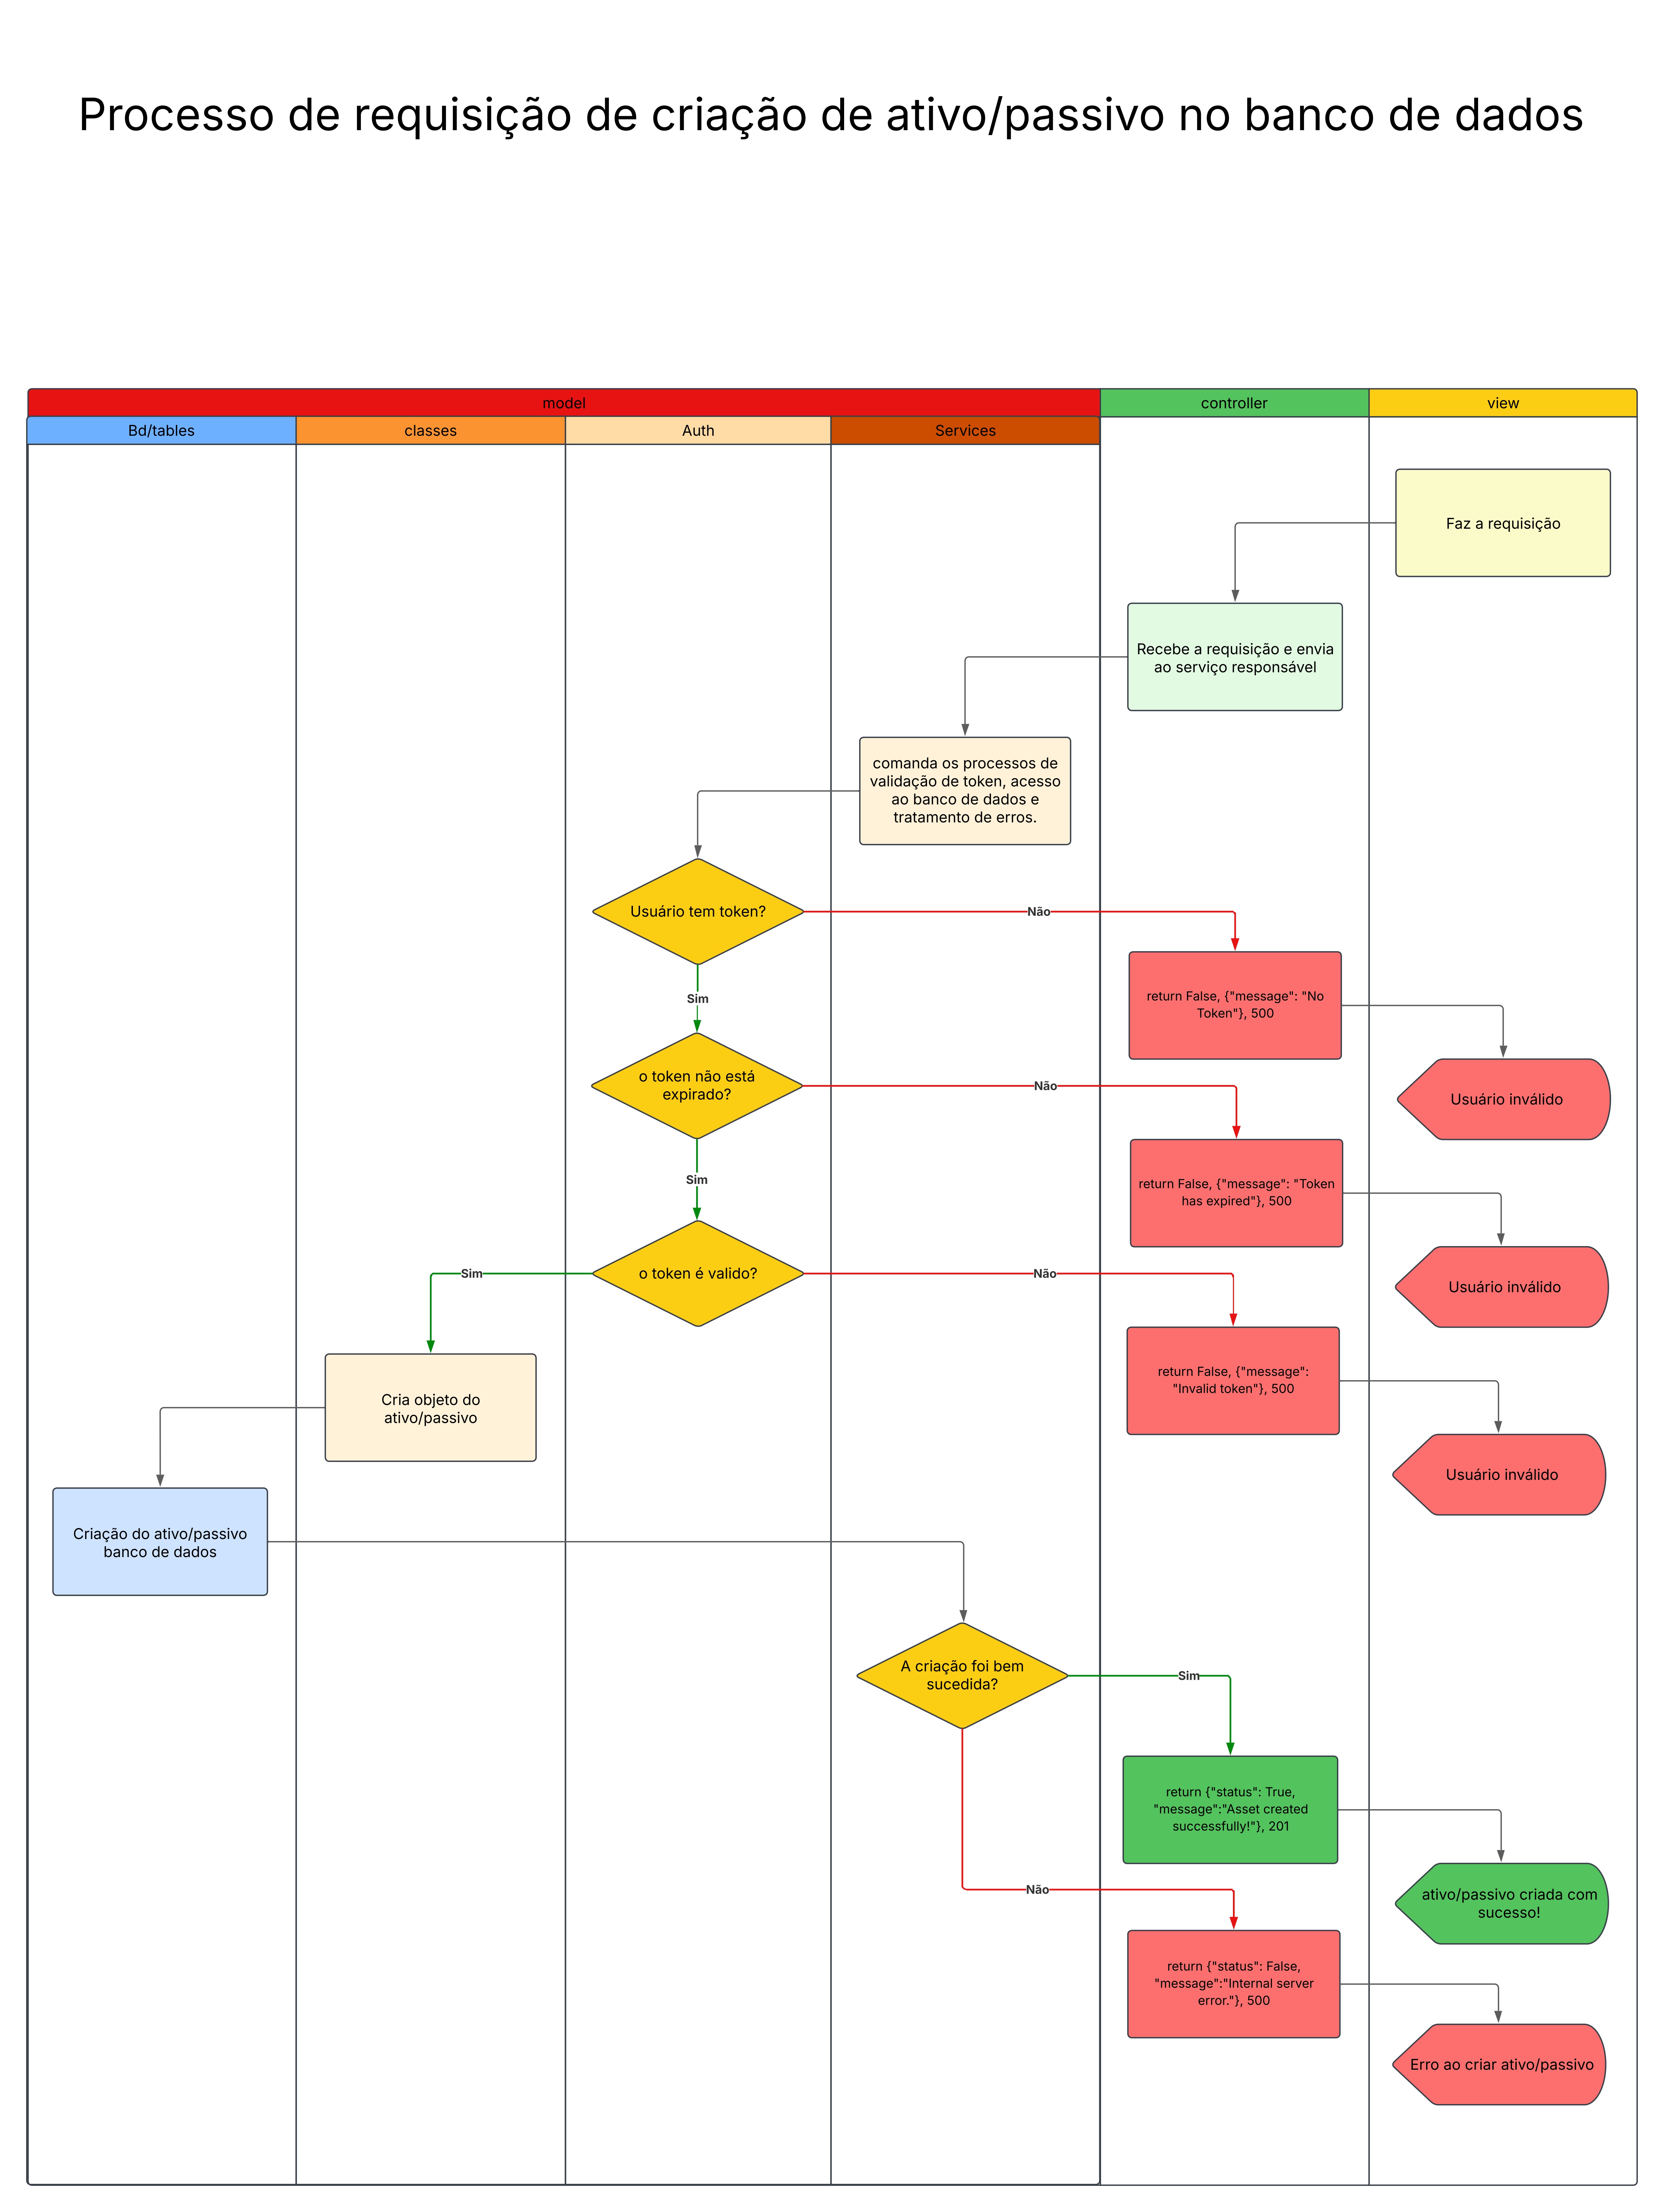 Processo de requisição de criação de ativo/passivo no banco de dados
model
controller
view
Bd/tables
classes
Auth
Services
Faz a requisição
Recebe a requisição e envia
ao serviço responsável
comanda os processos de
validação de token, acesso
ao banco de dados e
tratamento de erros.
Usuário tem token?
Não
return False, {"message": "No
Token"}, 500
Usuário inválido
Sim
o token não está
expirado?
Não
return False, {"message": "Token
has expired"}, 500
Usuário inválido
Sim
o token é valido?
Não
return False, {"message":
"Invalid token"}, 500
Usuário inválido
Sim
Cria objeto do
ativo/passivo
Criação do ativo/passivo
banco de dados
A criação foi bem
sucedida?
Sim
return {"status": True,
"message":"Asset created
successfully!"}, 201
ativo/passivo criada com
sucesso!
Não
return {"status": False,
"message":"Internal server
error."}, 500
Erro ao criar ativo/passivo